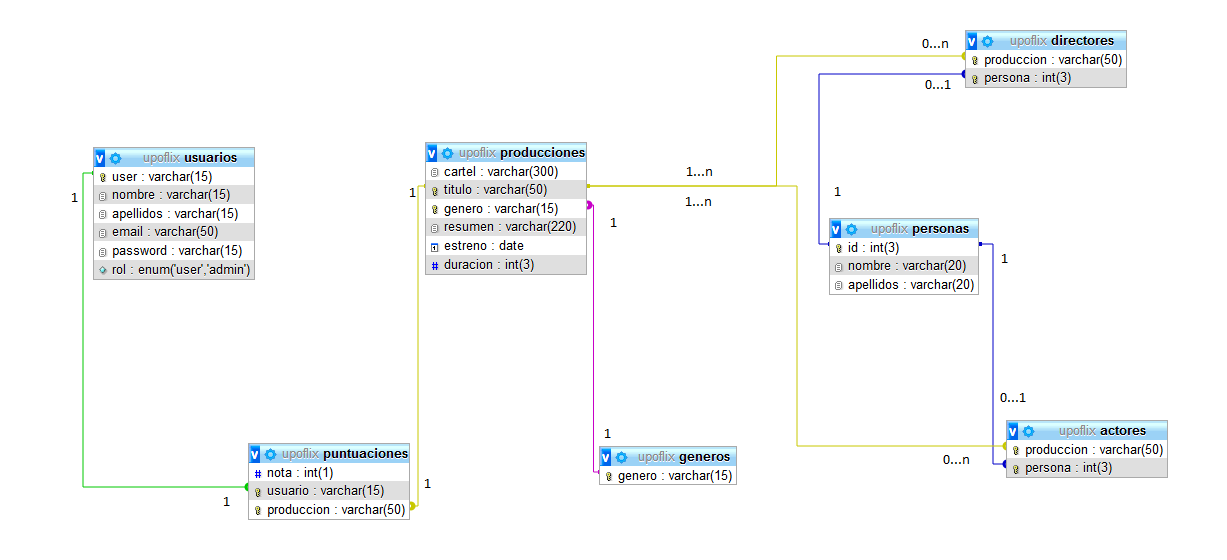 0...n
v upoflix directores
produccion : varchar(50)
persona : int(3)
0...1
v upoflix usuarios
user : varchar(15)
nombre : varchar(15)
apellidos : varchar(15)
email : varchar(50)
password : varchar(15)
rol : enum('user','admin')
1
v upoflix producciones
cartel : varchar(300)
titulo : varchar(50)
genero : varchar(15)
resumen : varchar(220)
estreno : date
# duracion : int(3)
1
1...n
1...n
1
1
v upoflix personas
id : int(3)
nombre : varchar(20)
apellidos : varchar(20)
1
0...1
v upoflix actores
produccion : varchar(50)
persona : int(3)
0...n
1
v upoflix generos
genero : varchar(15)
v upoflix puntuaciones
# nota : int(1)
usuario : varchar(15)
produccion : varchar(50)
1
1